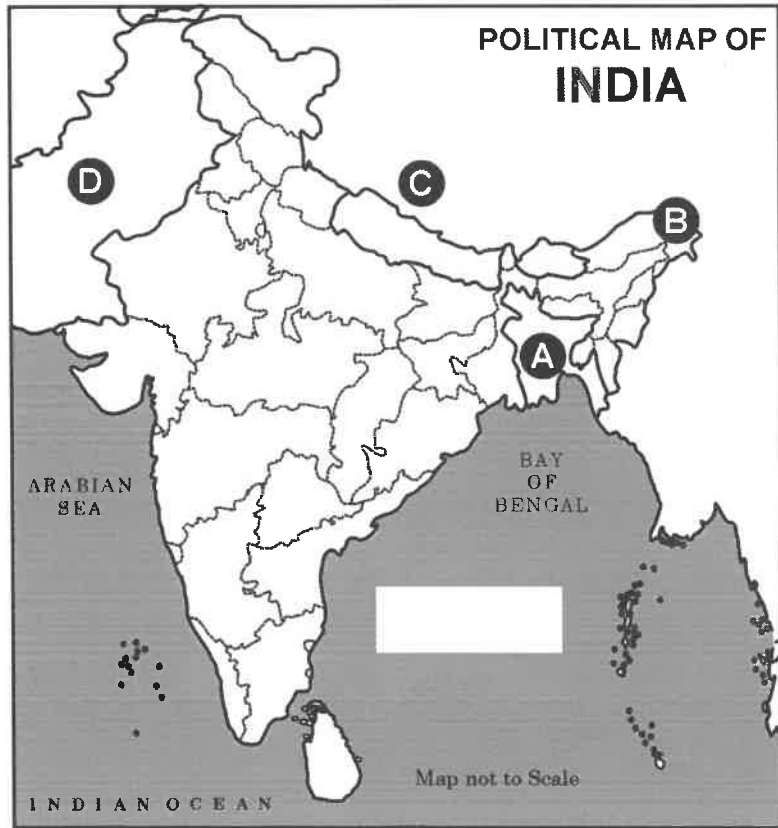 POLITICAL MAP OF
INDIA
D
C
B
A
ARABIAN
SEA
BAY
OF
BENGAL
Map not to Scale
INDIAN OCEAN